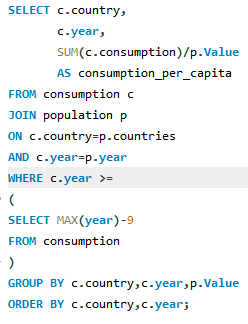 SELECT c.country,
c.year,
SUM(c.consumption)/p.Value
AS consumption_per_capita
FROM consumption c
JOIN population p
ON c.country=p.countries
AND c.year=p.year
WHERE c.year >=
(
SELECT MAX(year)-9
FROM consumption
)
GROUP BY c.country,c.year,p.Value
ORDER BY c.country,c.year;